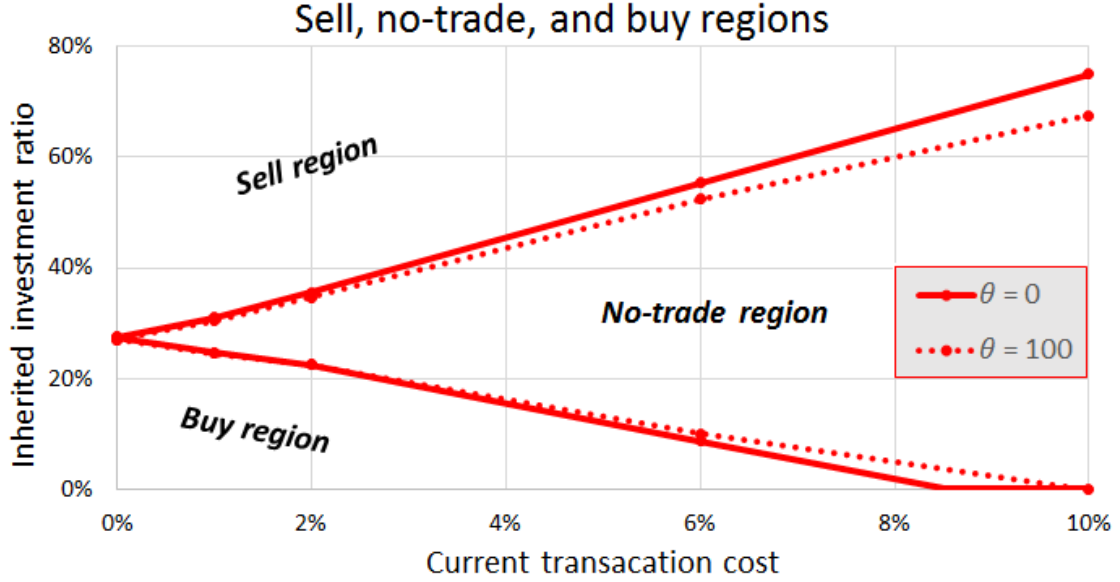 Sell, no-trade, and buy regions
80%
60%
40%
20%
0%
Inherited investment ratio
Sell region
No-trade region
Buy region
θ = 0
θ = 100
0%
2%
4%
6%
8%
10%
Current transacation cost